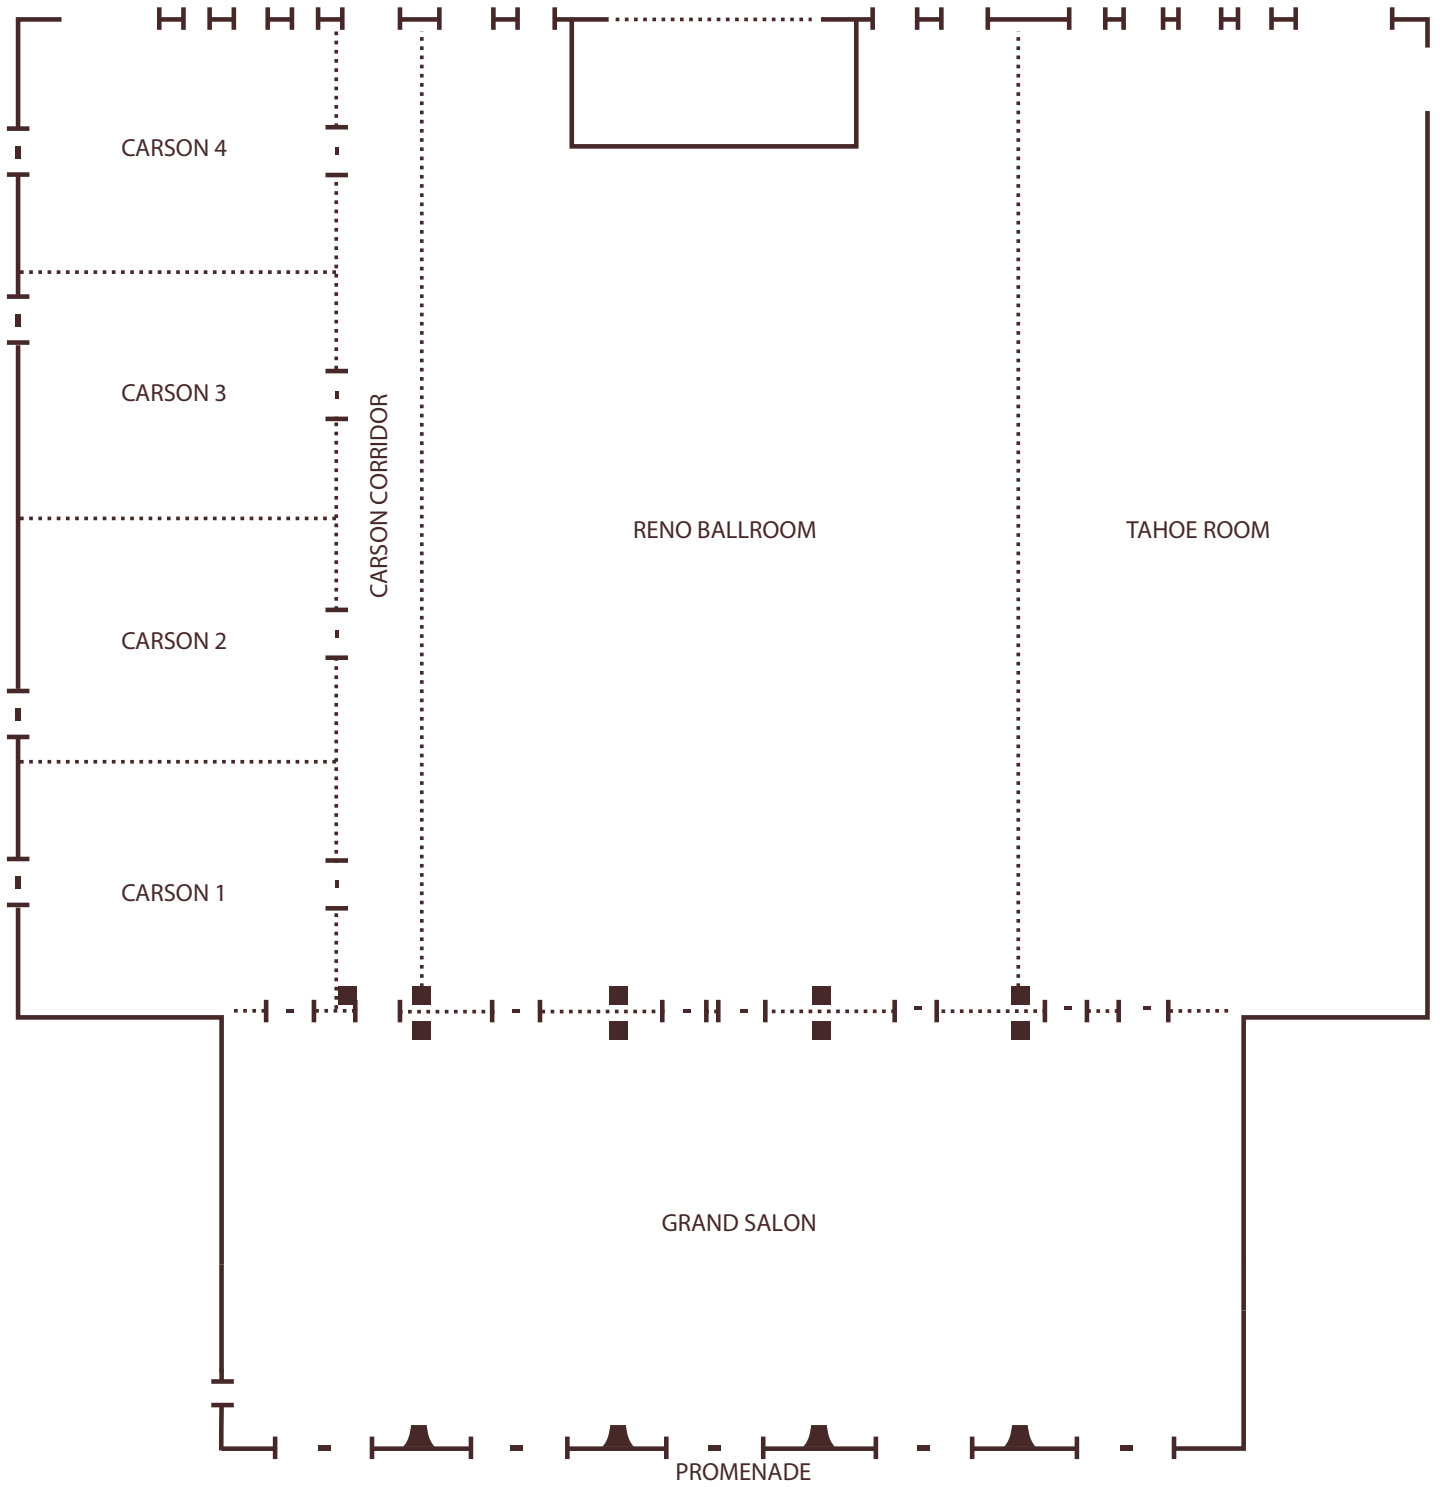 CARSON 4
CARSON 3
CARSON CORRIDOR
RENO BALLROOM
TAHOE ROOM
CARSON 2
CARSON 1
GRAND SALON
PROMENADE